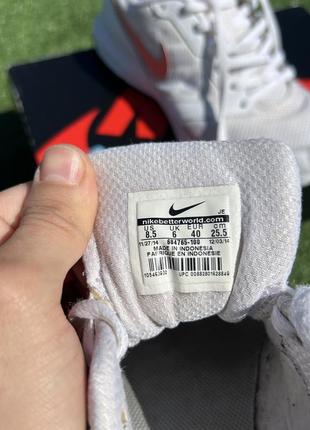 JE
nikebetterworld.com
US UK EUR cm
8.5 6 40 25.5
11/27/14 684765-100 12/03/14
MADE IN INDONESIA
FABRIQUE EN INDONESIE